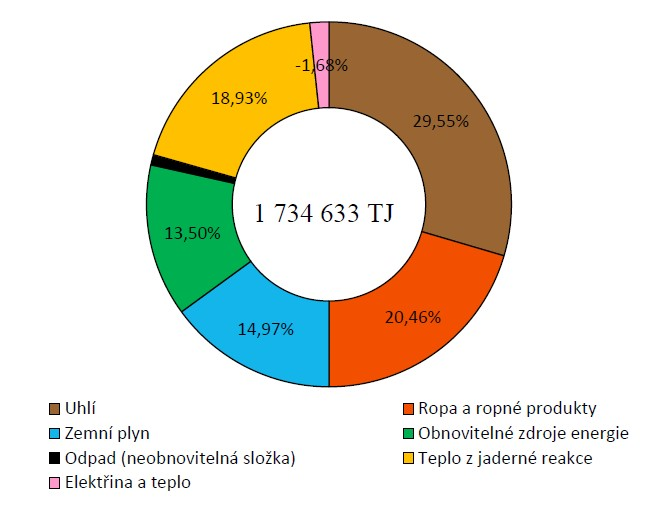 -1,68%
18,93%
29,55%
1 734 633 TJ
13,50%
20,46%
14,97%
Uhlí
Ropa a ropné produkty
Zemní plyn
Obnovitelné zdroje energie
Odpad (neobnovitelná složka)
Teplo z jaderné reakce
Elektřina a teplo